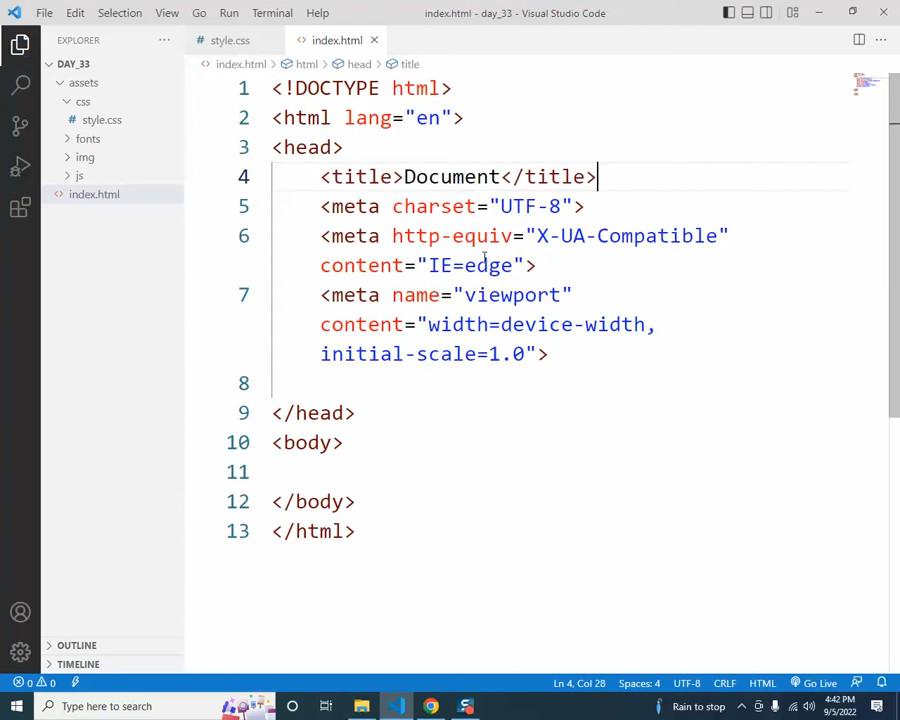 File Edit Selection View Go Run Terminal Help index.html - day_33 - Visual Studio Code
EXPLORER
DAY_33
assets
css
style.css
fonts
img
js
index.html
OUTLINE
TIMELINE
style.css index.html
index.html html head title
1 <!DOCTYPE html>
2 <html lang="en">
3 <head>
4 <title>Document</title>
5 <meta charset="UTF-8">
6 <meta http-equiv="X-UA-Compatible"
content="IE=edge">
7 <meta name="viewport"
content="width=device-width,
initial-scale=1.0">
8
9 </head>
10 <body>
11
12 </body>
13 </html>
0 0 Ln 4, Col 28 Spaces: 4 UTF-8 CRLF HTML Go Live
Type here to search Rain to stop 4:42 PM
9/5/2022